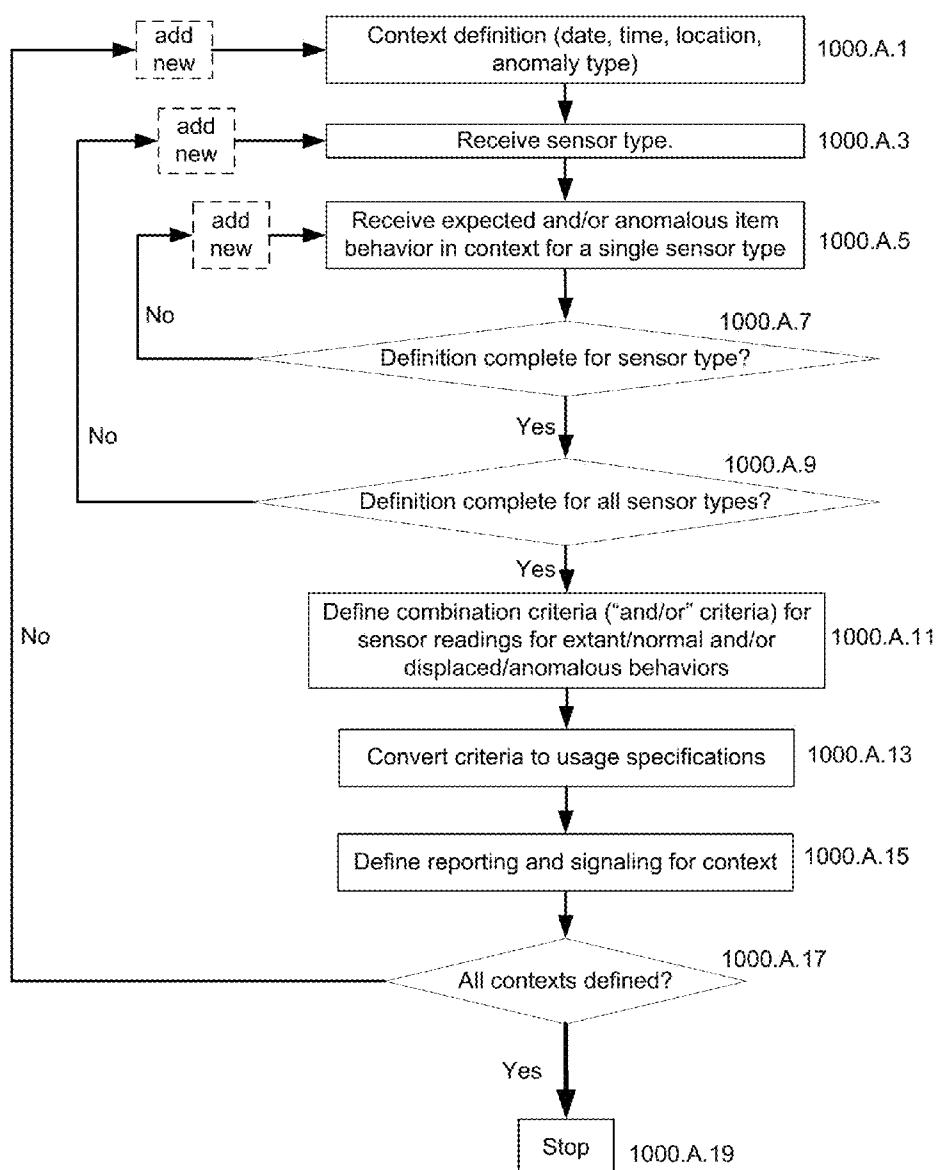 add
new
Context definition (date, time, location,
anomaly type)
1000.A.1
add
new
Receive sensor type.
1000.A.3
add
new
Receive expected and/or anomalous item
behavior in context for a single sensor type
1000.A.5
No
1000.A.7
Definition complete for sensor type?
Yes
No
1000.A.9
Definition complete for all sensor types?
Yes
No
Define combination criteria (“and/or” criteria) for
sensor readings for extant/normal and/or
displaced/anomalous behaviors
1000.A.11
Convert criteria to usage specifications
1000.A.13
Define reporting and signaling for context
1000.A.15
1000.A.17
All contexts defined?
Yes
Stop
1000.A.19